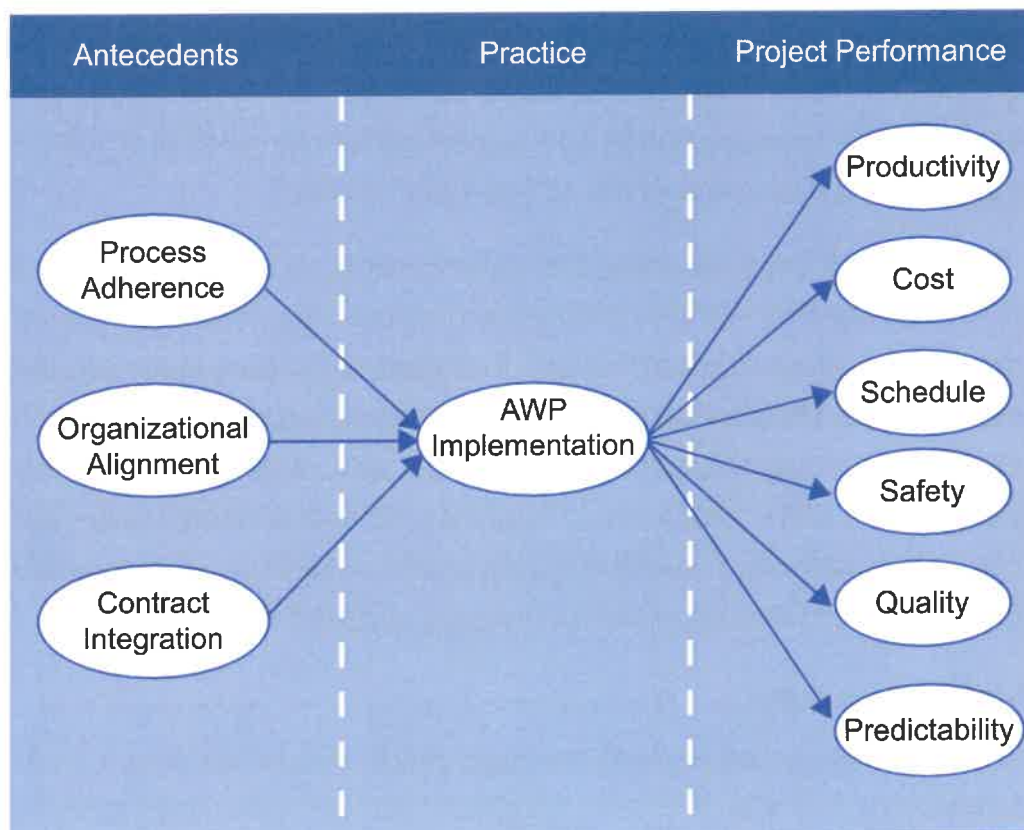 Antecedents
Practice
Project Performance
Process
Adherence
Organizational
Alignment
Contract
Integration
AWP
Implementation
Productivity
Cost
Schedule
Safety
Quality
Predictability